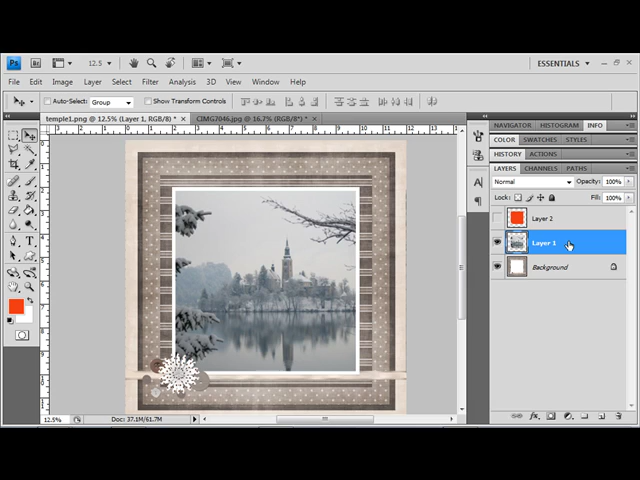 Ps Br 12.5 ESSENTIALS
File Edit Image Layer Select Filter Analysis 3D View Window Help
Auto-Select: Group Show Transform Controls
temple1.png @ 12.5% (Layer 1, RGB/8) * × CIMG7046.jpg @ 16.7% (RGB/8*) * ×
NAVIGATOR HISTOGRAM INFO
COLOR SWATCHES STYLES
HISTORY ACTIONS
LAYERS CHANNELS PATHS
Normal Opacity: 100%
Lock: Fill: 100%
Layer 2
Layer 1
Background
12.5% Doc: 37.1M/61.7M